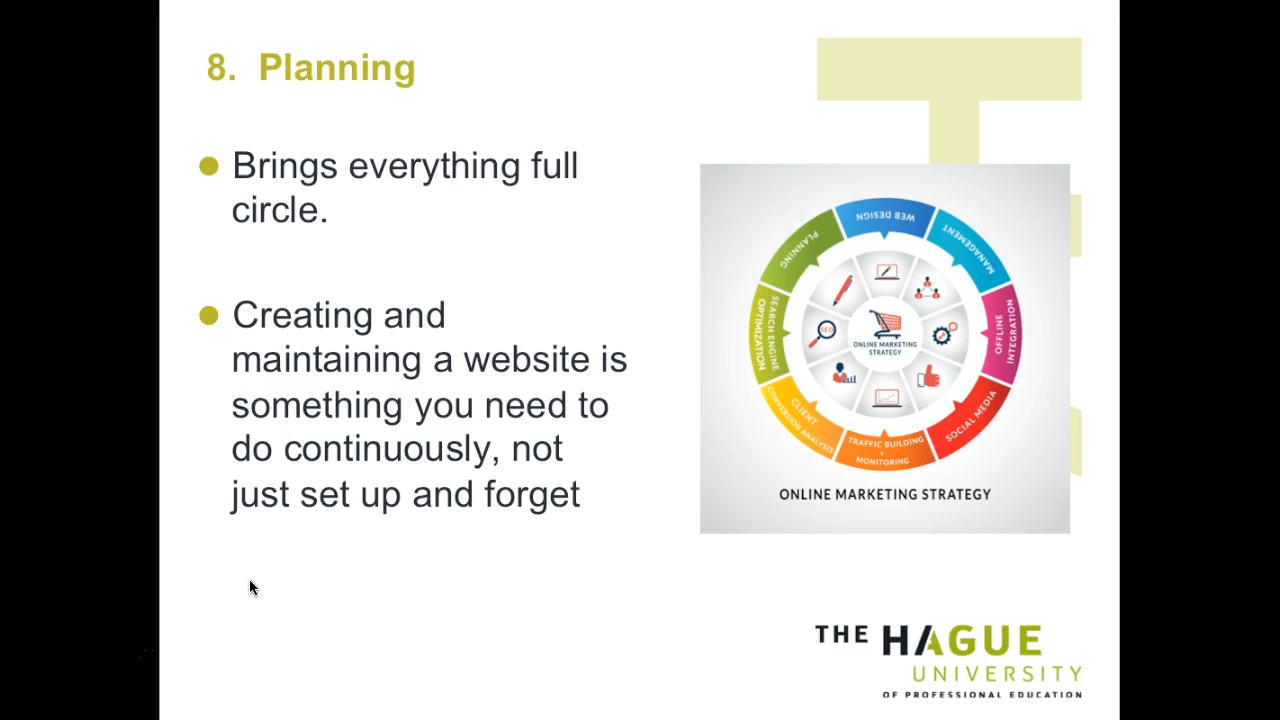 8. Planning
Brings everything full
circle.
Creating and
maintaining a website is
something you need to
do continuously, not
just set up and forget
WEB DESIGN
MANAGEMENT
OFFLINE
INTEGRATION
SOCIAL MEDIA
TRAFFIC BUILDING
+
MONITORING
CLIENT
CONVERSION ANALYSIS
SEARCH ENGINE
OPTIMIZATION
PLANNING
SEO
ONLINE MARKETING
STRATEGY
ONLINE MARKETING STRATEGY
THE HAGUE
UNIVERSITY
OF PROFESSIONAL EDUCATION